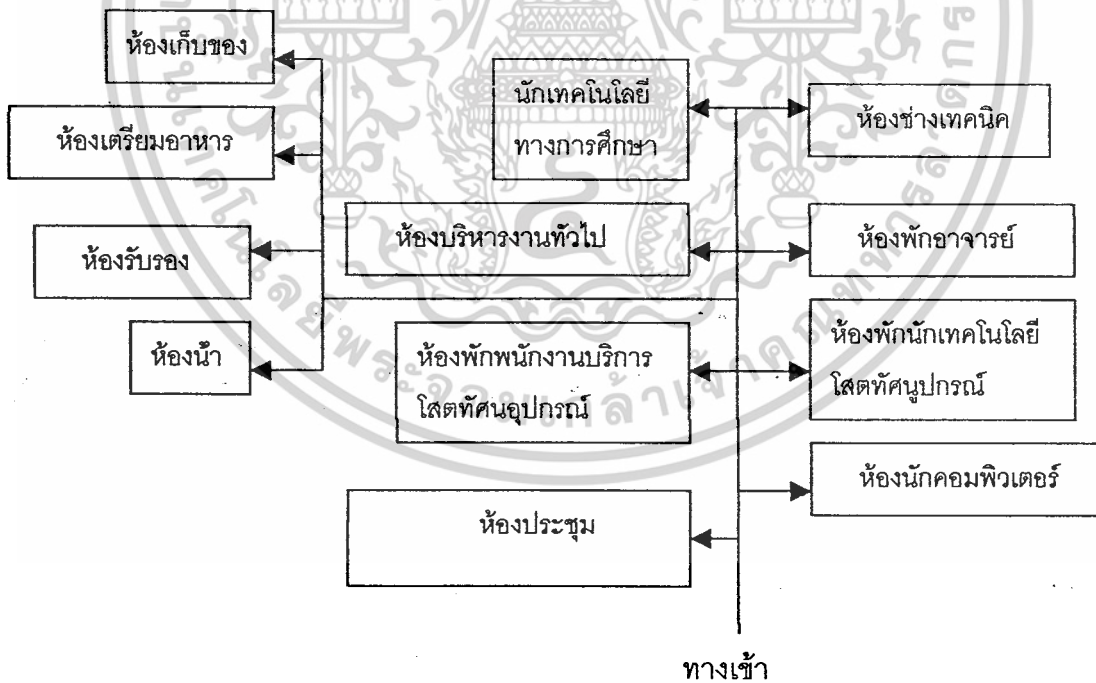 ห้องเก็บของ
นักเทคโนโลยี
ทางการศึกษา
ห้องช่างเทคนิค
ห้องเตรียมอาหาร
ห้องบริหารงานทั่วไป
ห้องพักอาจารย์
ห้องรับรอง
ห้องน้ำ
ห้องพักพนักงานบริการ
โสตทัศนอุปกรณ์
ห้องพักนักเทคโนโลยี
โสตทัศนูปกรณ์
ห้องนักคอมพิวเตอร์
ห้องประชุม
ทางเข้า